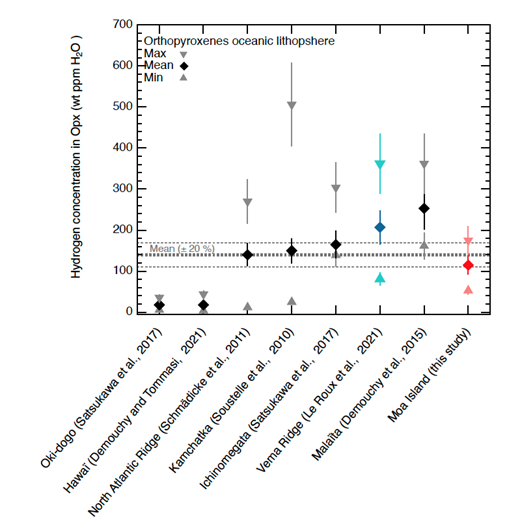 Hydrogen concentration in Opx (wt ppm H2O )
700
600
500
400
300
200
100
0
Orthopyroxenes oceanic lithopshere
Max
Mean
Min
Mean (± 20 %)
Oki-dogo (Satsukawa et al., 2017)
Hawaï (Demouchy and Tommasi, 2021)
North Atlantic Ridge (Schmädicke et al., 2011)
Kamchatka (Soustelle et al., 2010)
Ichinomegata (Satsukawa et al., 2017)
Vema Ridge (Le Roux et al., 2021)
Malaïta (Demouchy et al., 2015)
Moa Island (this study)